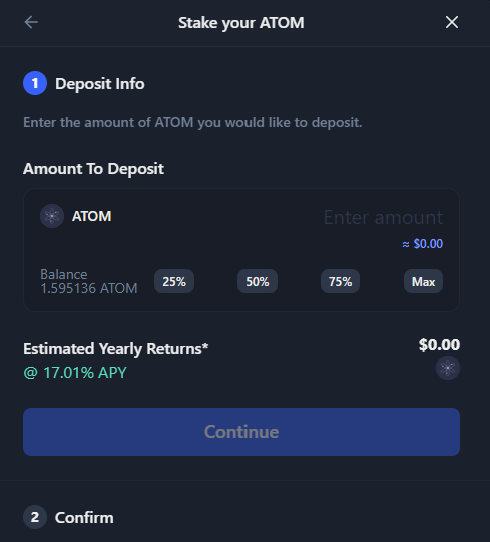 Stake your ATOM
1 Deposit Info
Enter the amount of ATOM you would like to deposit.
Amount To Deposit
ATOM
Enter amount
≈ $0.00
Balance
1.595136 ATOM
25% 50% 75% Max
Estimated Yearly Returns*
$0.00
@ 17.01% APY
Continue
2 Confirm